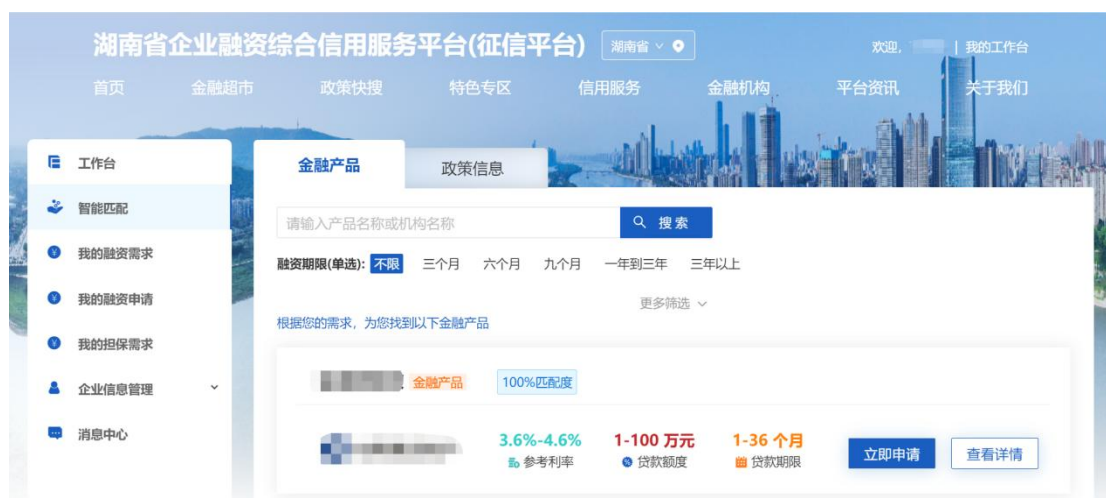 湖南省企业融资综合信用服务平台(征信平台) 湖南省 欢迎, | 我的工作台
首页 金融超市 政策快搜 特色专区 信用服务 金融机构 平台资讯 关于我们
工作台
智能匹配
我的融资需求
我的融资申请
我的担保需求
企业信息管理
消息中心
金融产品 政策信息
请输入产品名称或机构名称 搜索
融资期限(单选): 不限 三个月 六个月 九个月 一年到三年 三年以上
更多筛选
根据您的需求，为您找到以下金融产品
金融产品 100%匹配度
3.6%-4.6% 1-100 万元 1-36 个月
参考利率 贷款额度 贷款期限
立即申请 查看详情